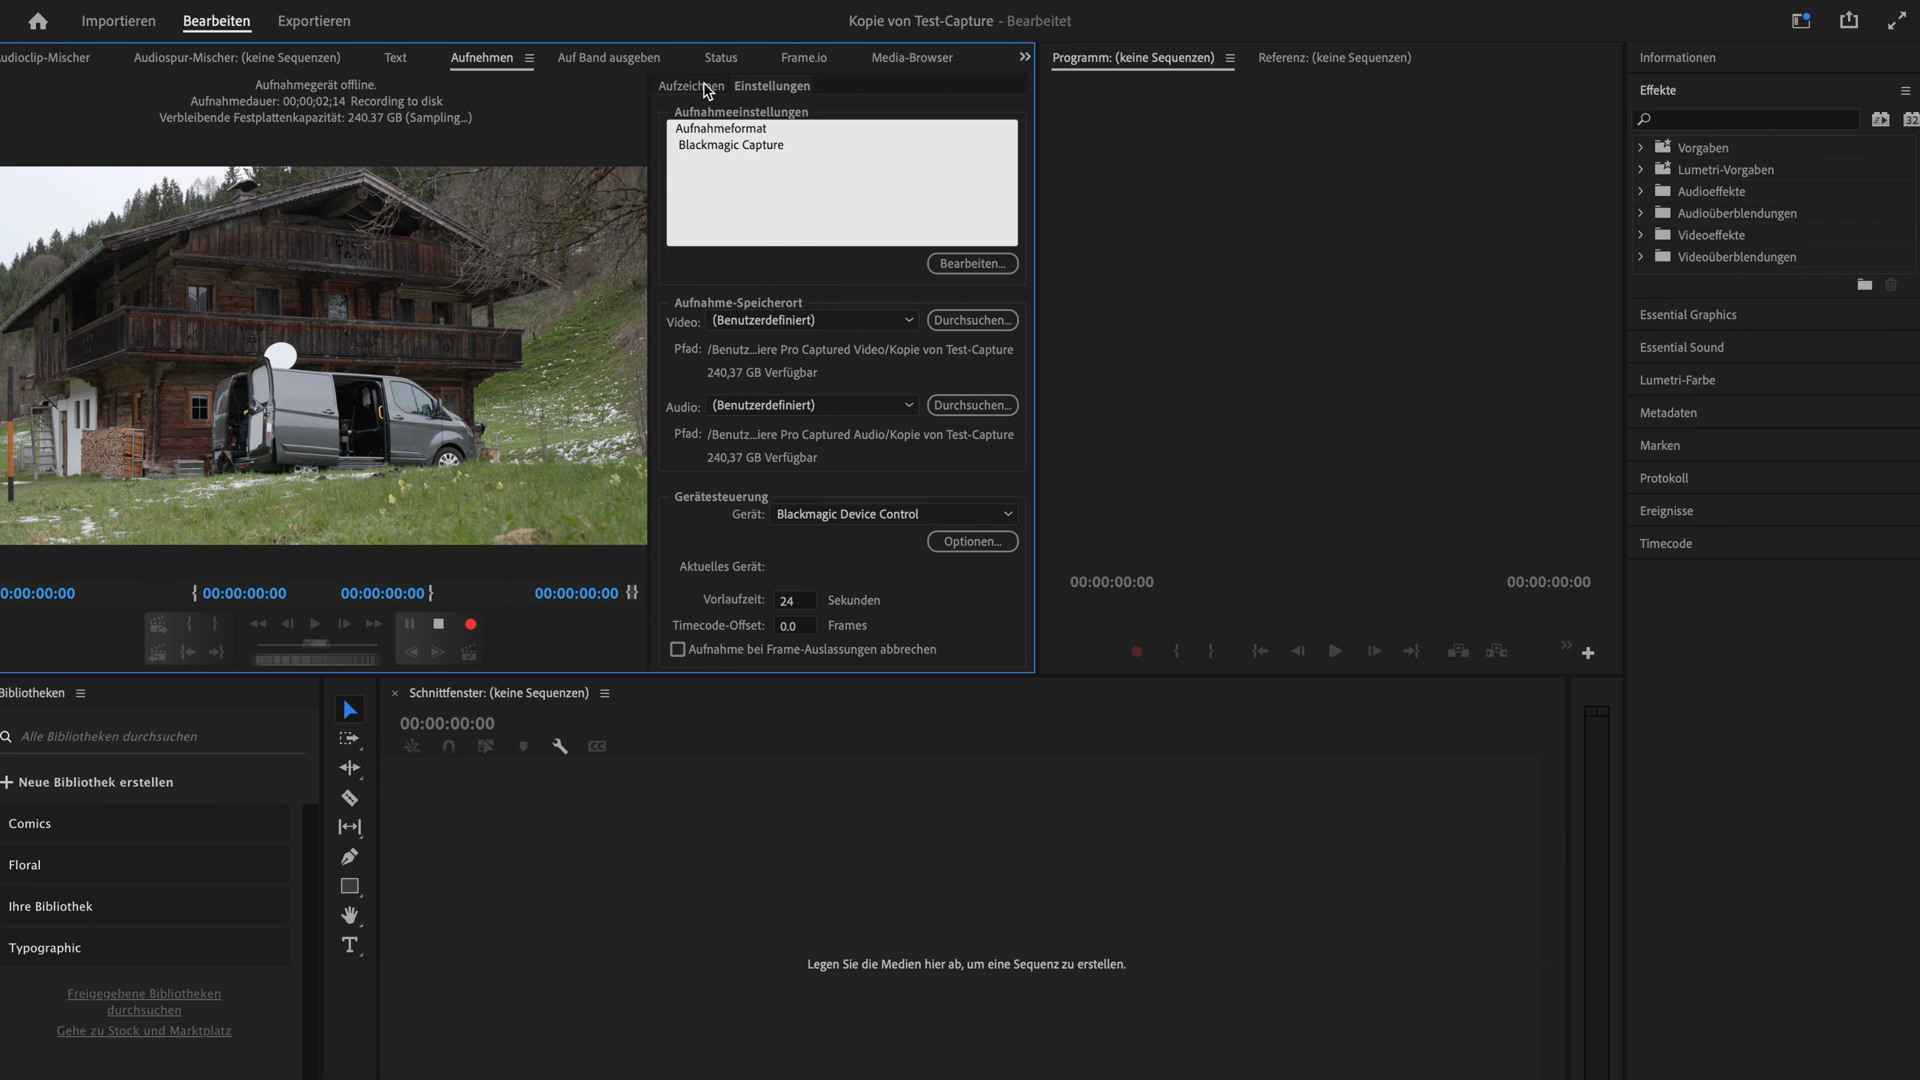 Importieren
Bearbeiten
Exportieren
Kopie von Test-Capture - Bearbeitet
udioclip-Mischer
Audiospur-Mischer: (keine Sequenzen)
Text
Aufnehmen
Auf Band ausgeben
Status
Frame.io
Media-Browser
Aufnahmegerät offline.
Aufnahmedauer: 00;00;02;14 Recording to disk
Verbleibende Festplattenkapazität: 240.37 GB (Sampling...)
00:00:00:00
{ 00:00:00:00
00:00:00:00 }
00:00:00:00 {}
Aufzeichnen
Einstellungen
Aufnahmeeinstellungen
Aufnahmeformat
Blackmagic Capture
Bearbeiten...
Aufnahme-Speicherort
Video: (Benutzerdefiniert) Durchsuchen...
Pfad: /Benutz...iere Pro Captured Video/Kopie von Test-Capture
240,37 GB Verfügbar
Audio: (Benutzerdefiniert) Durchsuchen...
Pfad: /Benutz...iere Pro Captured Audio/Kopie von Test-Capture
240,37 GB Verfügbar
Gerätesteuerung
Gerät: Blackmagic Device Control
Optionen...
Aktuelles Gerät:
Vorlaufzeit: 24 Sekunden
Timecode-Offset: 0.0 Frames
Aufnahme bei Frame-Auslassungen abbrechen
Programm: (keine Sequenzen)
Referenz: (keine Sequenzen)
00:00:00:00
00:00:00:00
Informationen
Effekte
32
Vorgaben
Lumetri-Vorgaben
Audioeffekte
Audioüberblendungen
Videoeffekte
Videoüberblendungen
Essential Graphics
Essential Sound
Lumetri-Farbe
Metadaten
Marken
Protokoll
Ereignisse
Timecode
Bibliotheken
Alle Bibliotheken durchsuchen
Neue Bibliothek erstellen
Comics
Floral
Ihre Bibliothek
Typographic
Freigegebene Bibliotheken
durchsuchen
Gehe zu Stock und Marktplatz
Schnittfenster: (keine Sequenzen)
00:00:00:00
CC
Legen Sie die Medien hier ab, um eine Sequenz zu erstellen.